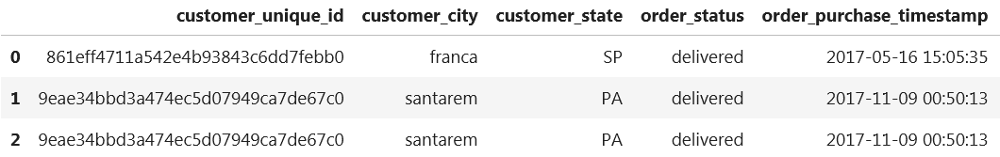 customer_unique_id customer_city customer_state order_status order_purchase_timestamp
0 861eff4711a542e4b93843c6dd7febb0 franca SP delivered 2017-05-16 15:05:35
1 9eae34bbd3a474ec5d07949ca7de67c0 santarem PA delivered 2017-11-09 00:50:13
2 9eae34bbd3a474ec5d07949ca7de67c0 santarem PA delivered 2017-11-09 00:50:13